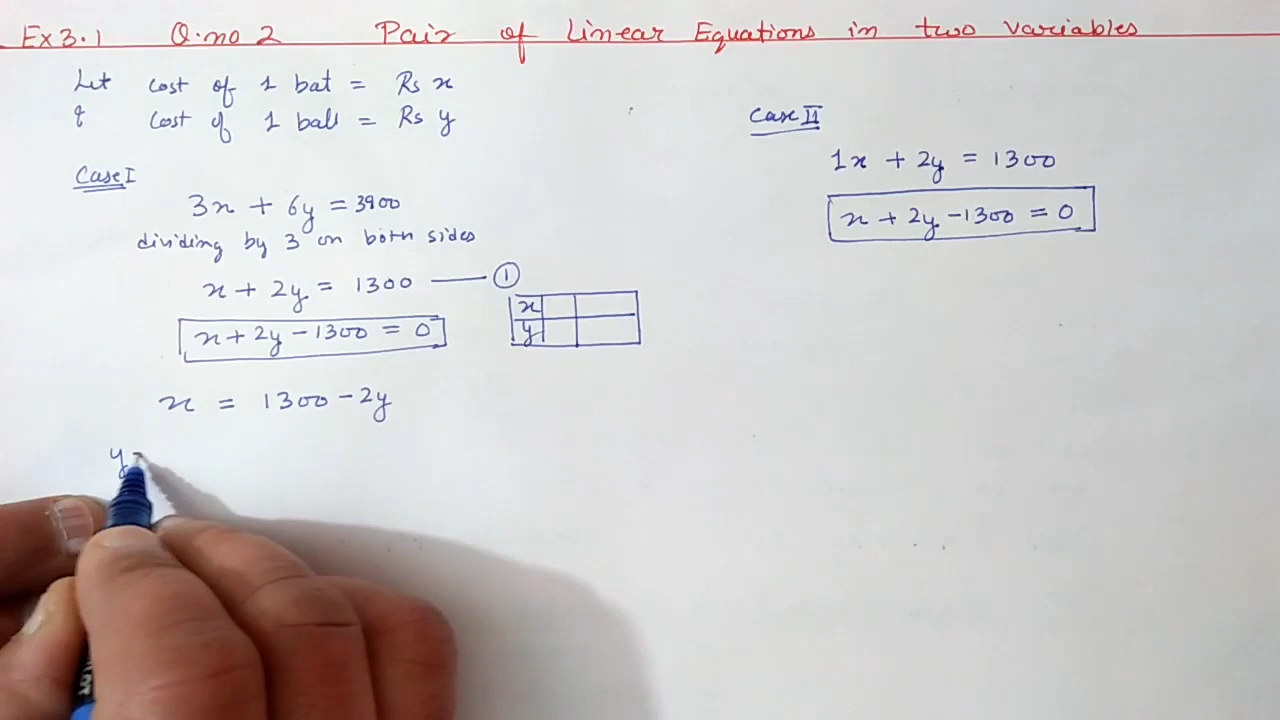 Ex 3.1 Q.no 2 Pair of Linear Equations in two variables
Let cost of 1 bat = Rs x
& cost of 1 ball = Rs y
Case I
3x + 6y = 3900
dividing by 3 on both sides
x + 2y = 1300 —— ①
x + 2y - 1300 = 0
x
y
x = 1300 - 2y
y
Case II
1x + 2y = 1300
x + 2y - 1300 = 0